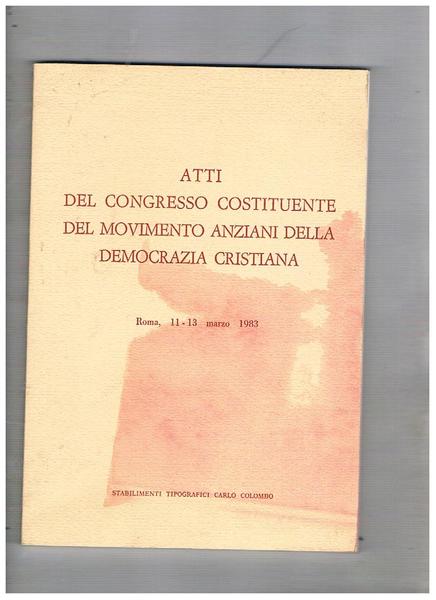 ATTI
DEL CONGRESSO COSTITUENTE
DEL MOVIMENTO ANZIANI DELLA
DEMOCRAZIA CRISTIANA
Roma, 11 - 13 marzo 1983
STABILIMENTI TIPOGRAFICI CARLO COLOMBO